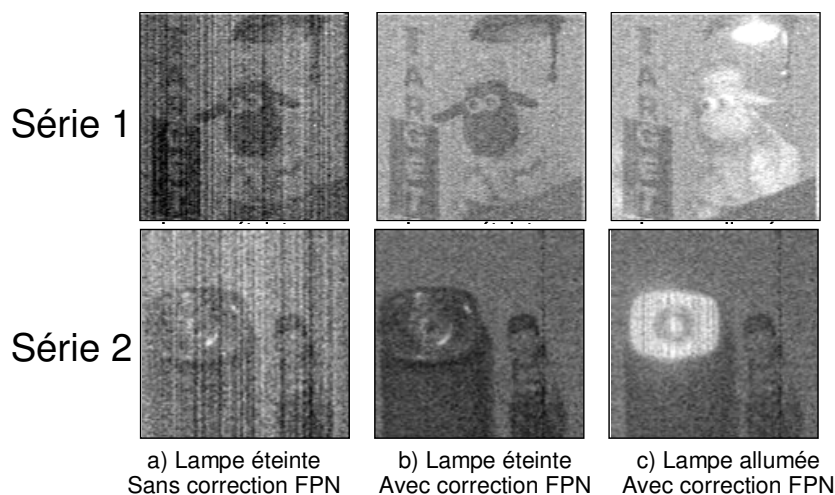 Série 1
TARGET
Série 2
a) Lampe éteinte
Sans correction FPN
b) Lampe éteinte
Avec correction FPN
c) Lampe allumée
Avec correction FPN